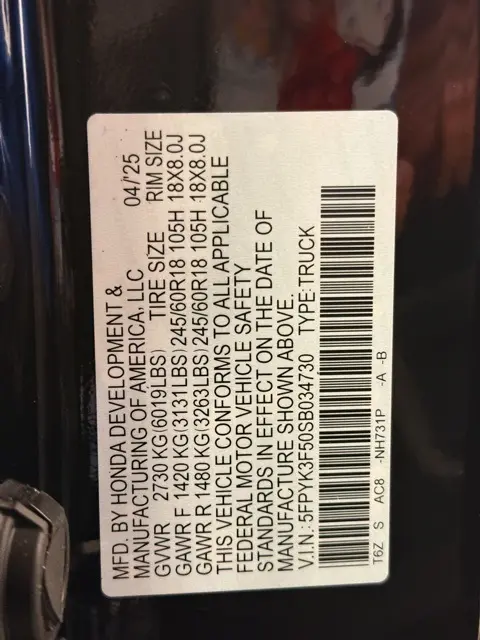 MFD. BY HONDA DEVELOPMENT &
MANUFACTURING OF AMERICA, LLC 04/'25
GVWR 2730 KG(6019LBS) TIRE SIZE RIM SIZE
GAWR F 1420 KG(3131LBS) 245/60R18 105H 18X8.0J
GAWR R 1480 KG(3263LBS) 245/60R18 105H 18X8.0J
THIS VEHICLE CONFORMS TO ALL APPLICABLE
FEDERAL MOTOR VEHICLE SAFETY
STANDARDS IN EFFECT ON THE DATE OF
MANUFACTURE SHOWN ABOVE.
V.I.N.: 5FPYK3F50SB034730 TYPE:TRUCK
T6Z S AC8 -NH731P -A -B